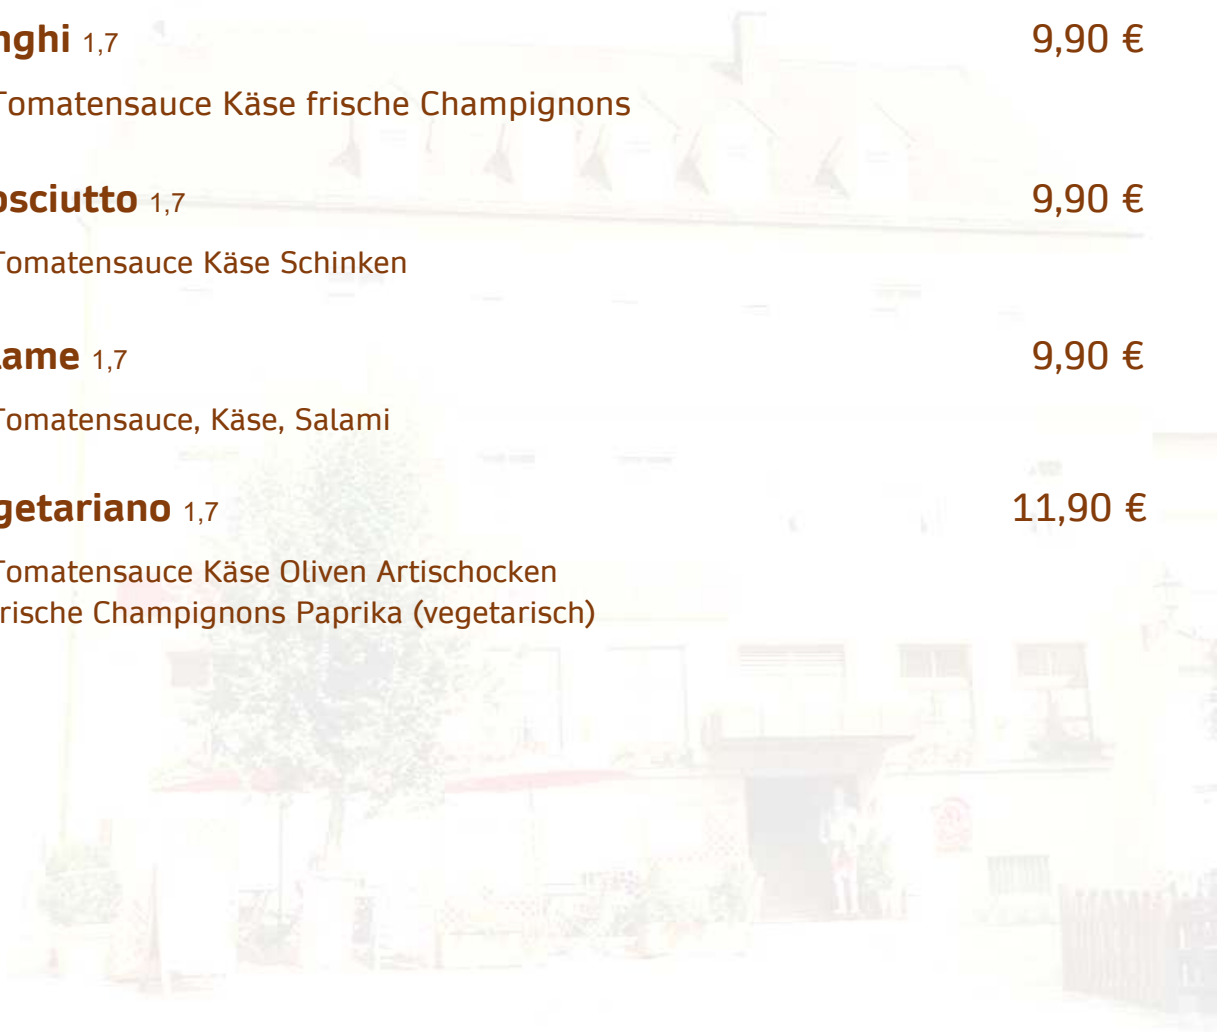 nghi 1,7 9,90 €
Tomatensauce Käse frische Champignons
osciutto 1,7 9,90 €
Tomatensauce Käse Schinken
ame 1,7 9,90 €
Tomatensauce, Käse, Salami
getariano 1,7 11,90 €
Tomatensauce Käse Oliven Artischocken
rische Champignons Paprika (vegetarisch)